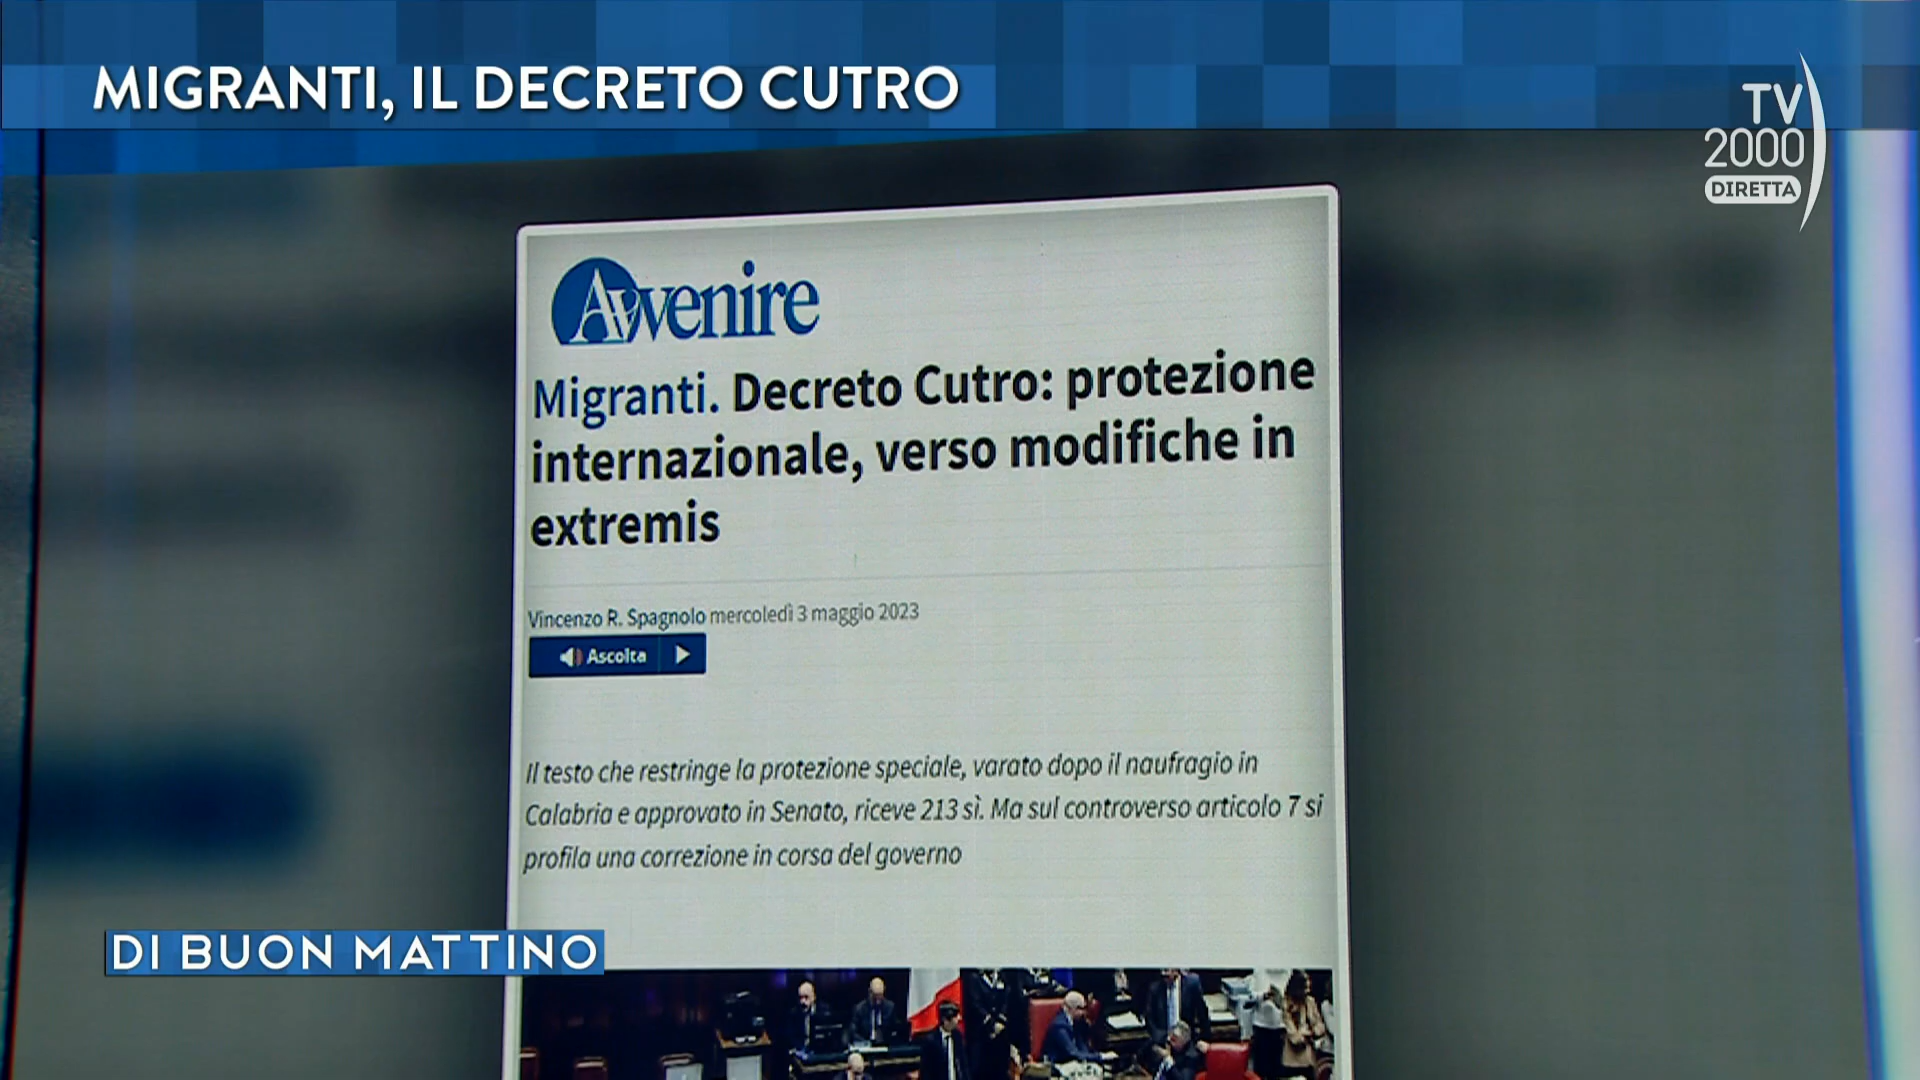 MIGRANTI, IL DECRETO CUTRO
TV
2000
DIRETTA
Avvenire
Migranti. Decreto Cutro: protezione
internazionale, verso modifiche in
extremis
Vincenzo R. Spagnolo mercoledì 3 maggio 2023
Ascolta
Il testo che restringe la protezione speciale, varato dopo il naufragio in
Calabria e approvato in Senato, riceve 213 sì. Ma sul controverso articolo 7 si
profila una correzione in corsa del governo
DI BUON MATTINO